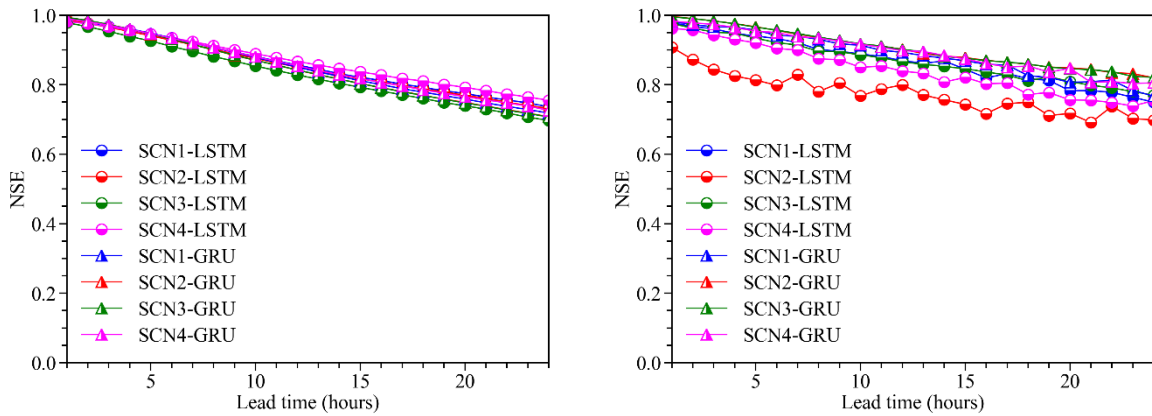 1.0
0.8
0.6
0.4
0.2
0.0
NSE
SCN1-LSTM
SCN2-LSTM
SCN3-LSTM
SCN4-LSTM
SCN1-GRU
SCN2-GRU
SCN3-GRU
SCN4-GRU
5 10 15 20
Lead time (hours)
1.0
0.8
0.6
0.4
0.2
0.0
NSE
SCN1-LSTM
SCN2-LSTM
SCN3-LSTM
SCN4-LSTM
SCN1-GRU
SCN2-GRU
SCN3-GRU
SCN4-GRU
5 10 15 20
Lead time (hours)